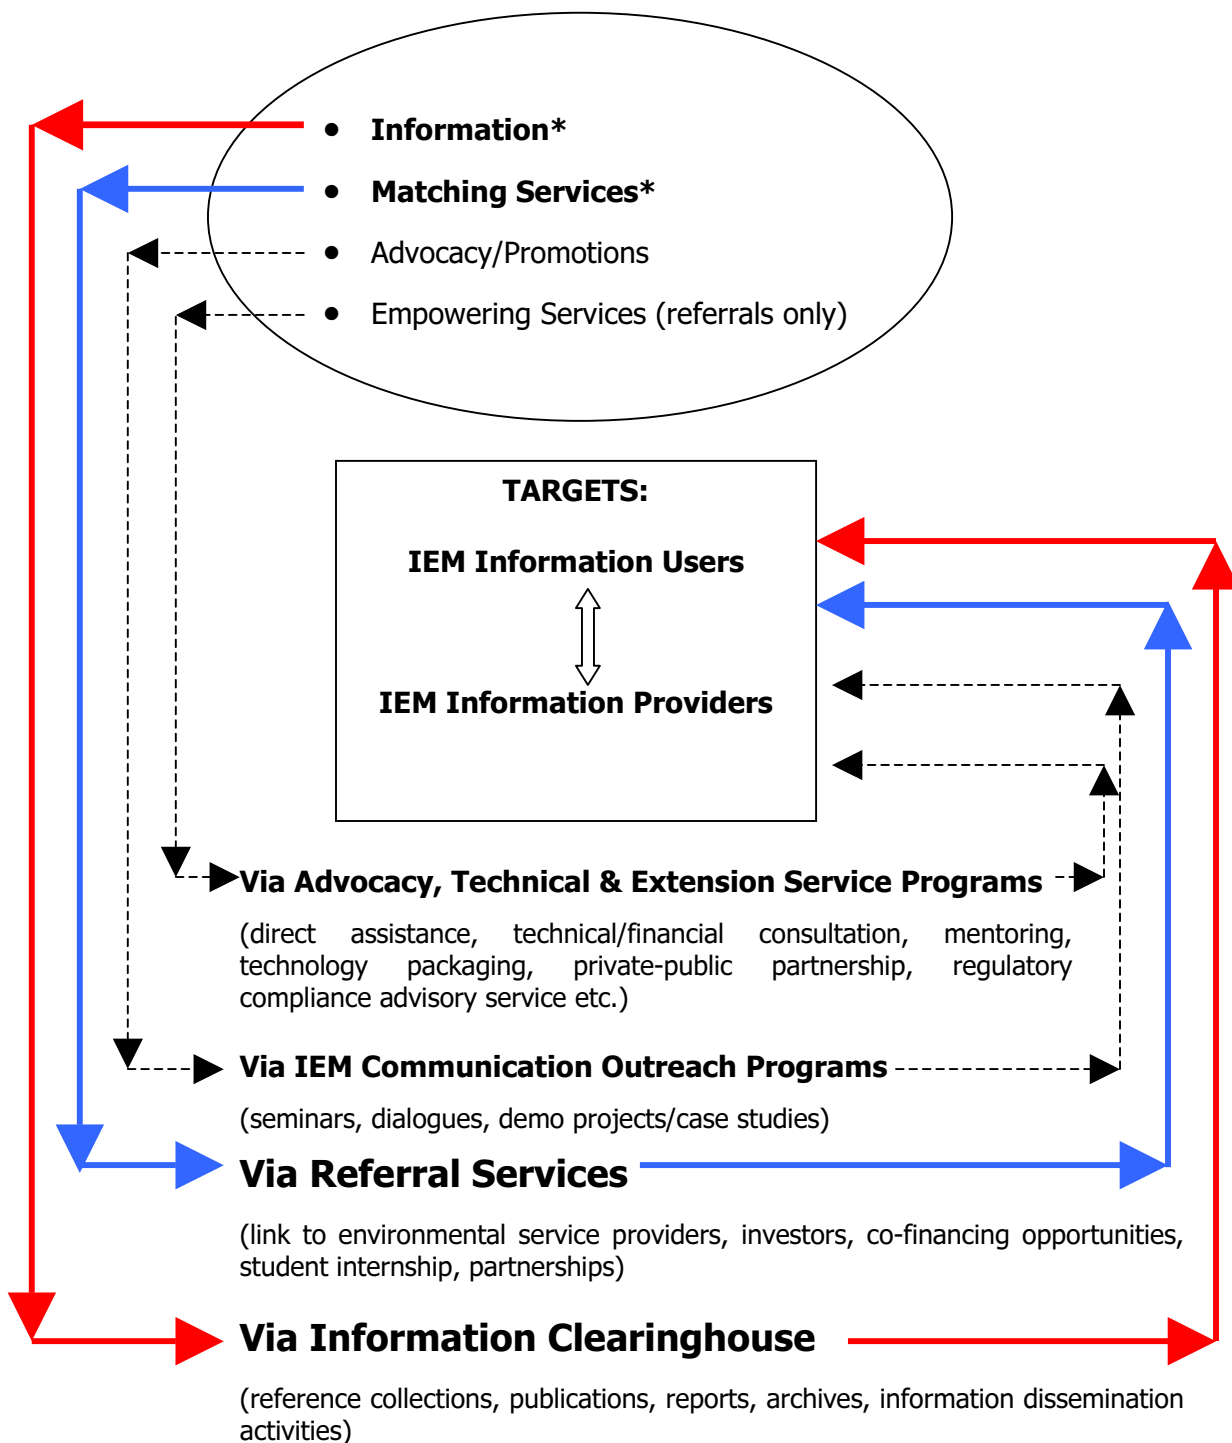 • Information*
• Matching Services*
• Advocacy/Promotions
• Empowering Services (referrals only)
TARGETS:
IEM Information Users
IEM Information Providers
Via Advocacy, Technical & Extension Service Programs
(direct assistance, technical/financial consultation, mentoring,
technology packaging, private-public partnership, regulatory
compliance advisory service etc.)
Via IEM Communication Outreach Programs
(seminars, dialogues, demo projects/case studies)
Via Referral Services
(link to environmental service providers, investors, co-financing opportunities,
student internship, partnerships)
Via Information Clearinghouse
(reference collections, publications, reports, archives, information dissemination
activities)